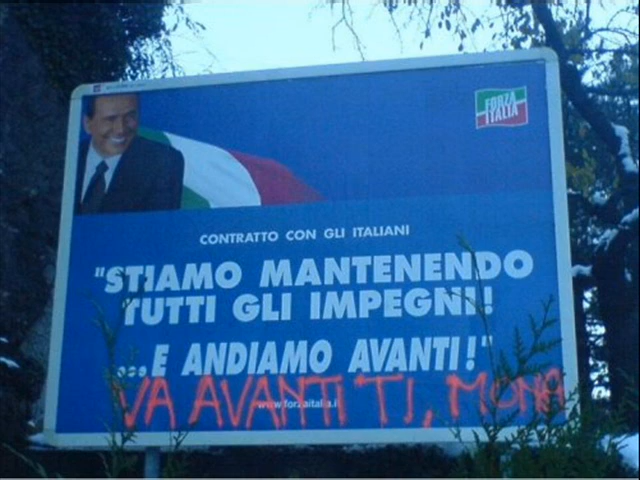 FORZA
ITALIA
CONTRATTO CON GLI ITALIANI
"STIAMO MANTENENDO
TUTTI GLI IMPEGNI!
...E ANDIAMO AVANTI!"
VA AVANTI TI, MONA
www.forzaitalia.it